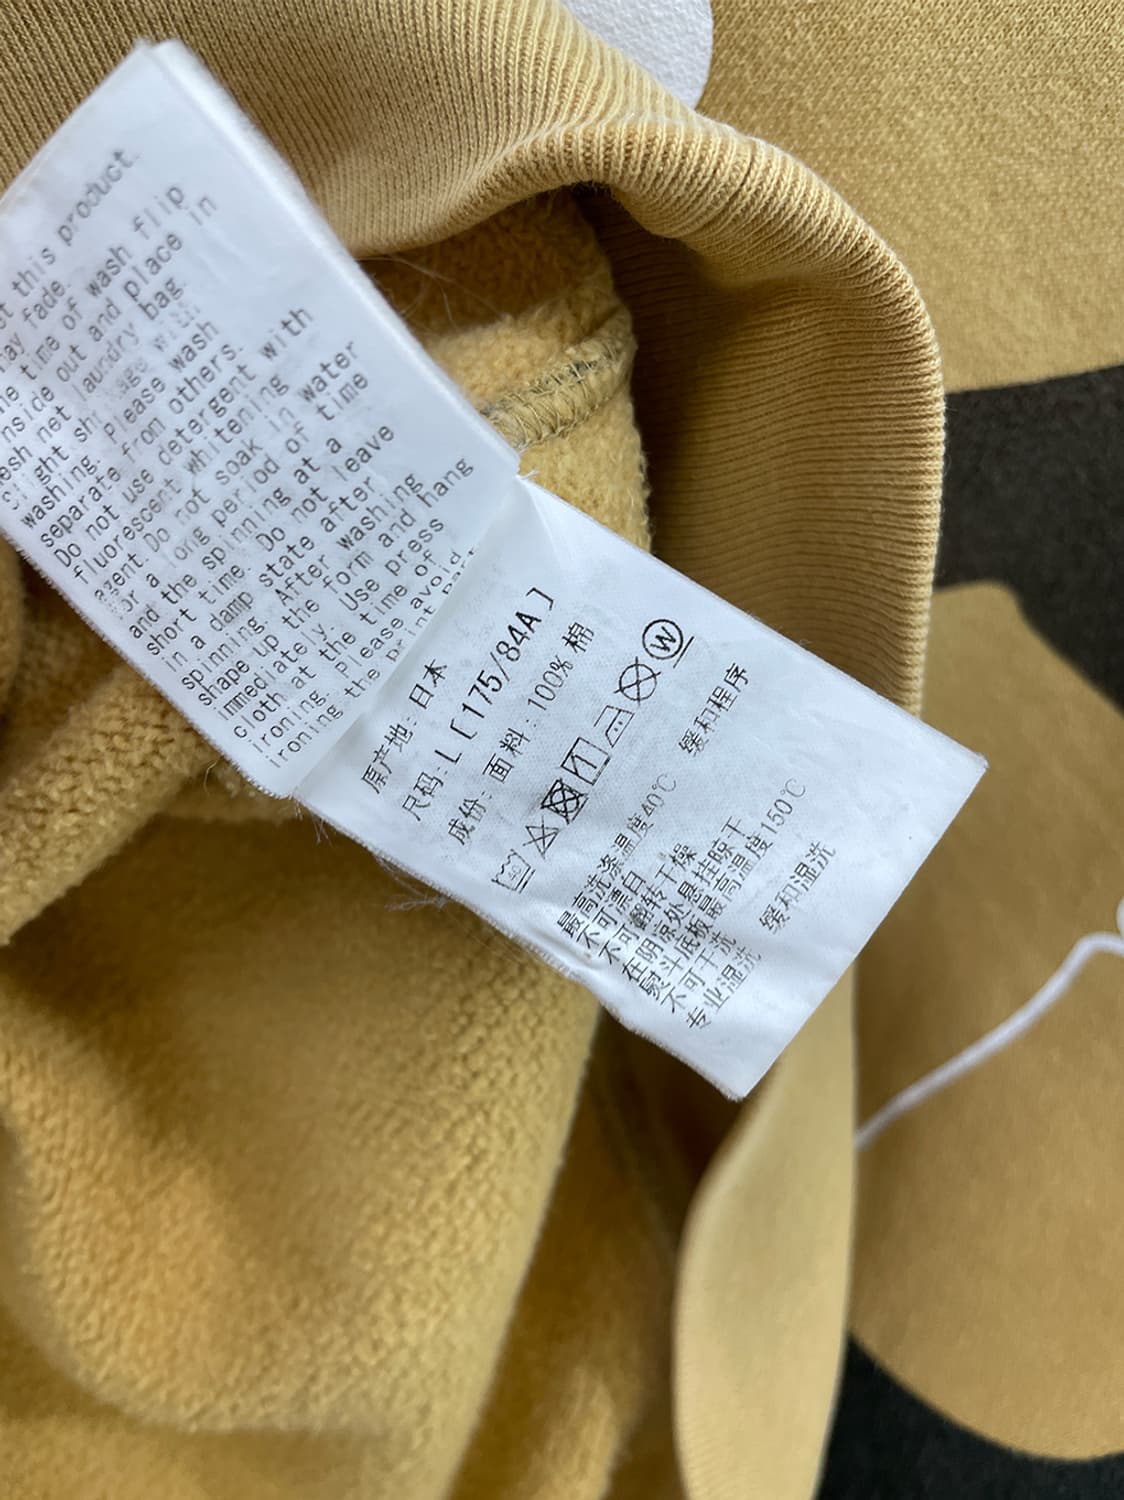 t this product.
ay fade.
e time of wash flip
nside out and place in
esh net laundry bag
washing. Please wash
separate from others.
Do not use detergent with
fluorescent whitening
agent. Do not soak in water
or a long period of time
and the spinning at a
short time. Do not leave
in a damp state after
spinning. After washing
shape up the form and hang
immediately. Use press
cloth at the time of
ironing. Please avoid
ironing the print part
原产地: 日本
尺码: L [175/84A]
成份: 面料: 100% 棉
40 W
最高洗涤温度40℃ 缓和程序
不可漂白
不可翻转干燥
在阴凉处悬挂晾干
熨斗底板最高温度150℃
不可干洗
专业湿洗 缓和湿洗